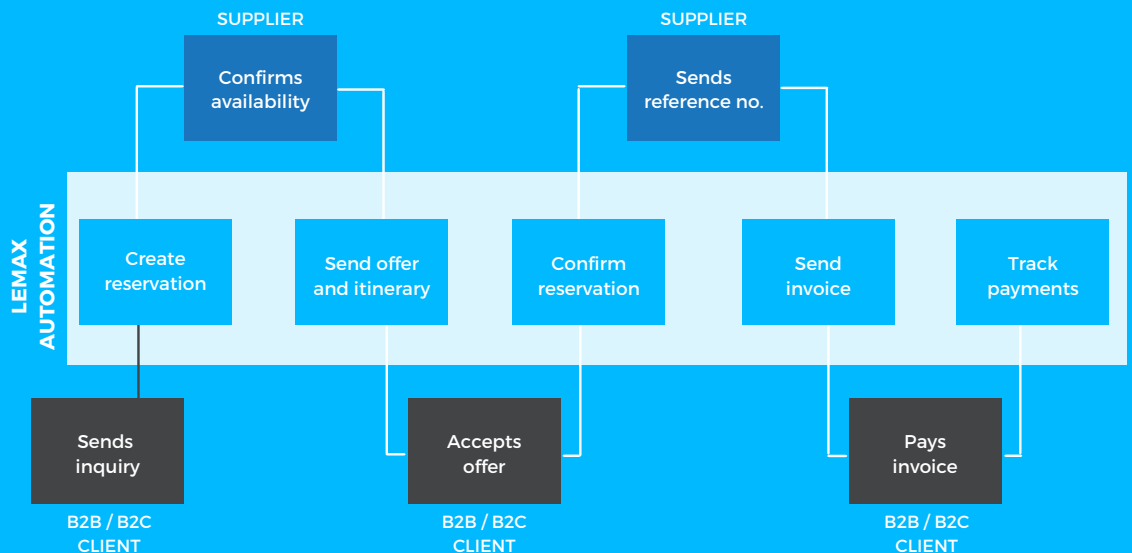 SUPPLIER
SUPPLIER
Confirms
availability
Sends
reference no.
LEMAX
AUTOMATION
Create
reservation
Send offer
and itinerary
Confirm
reservation
Send
invoice
Track
payments
Sends
inquiry
Accepts
offer
Pays
invoice
B2B / B2C
CLIENT
B2B / B2C
CLIENT
B2B / B2C
CLIENT